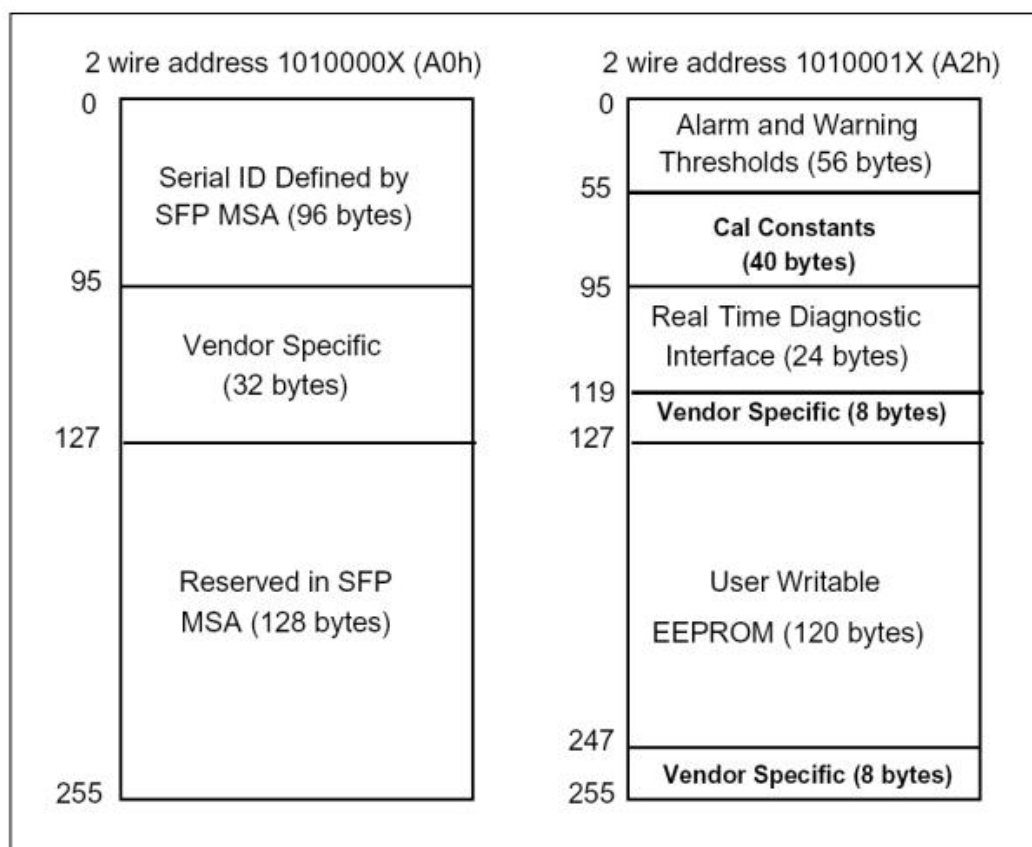 2 wire address 1010000X (A0h)
0
Serial ID Defined by
SFP MSA (96 bytes)
95
Vendor Specific
(32 bytes)
127
Reserved in SFP
MSA (128 bytes)
255
2 wire address 1010001X (A2h)
0
Alarm and Warning
Thresholds (56 bytes)
55
Cal Constants
(40 bytes)
95
Real Time Diagnostic
Interface (24 bytes)
119
Vendor Specific (8 bytes)
127
User Writable
EEPROM (120 bytes)
247
Vendor Specific (8 bytes)
255